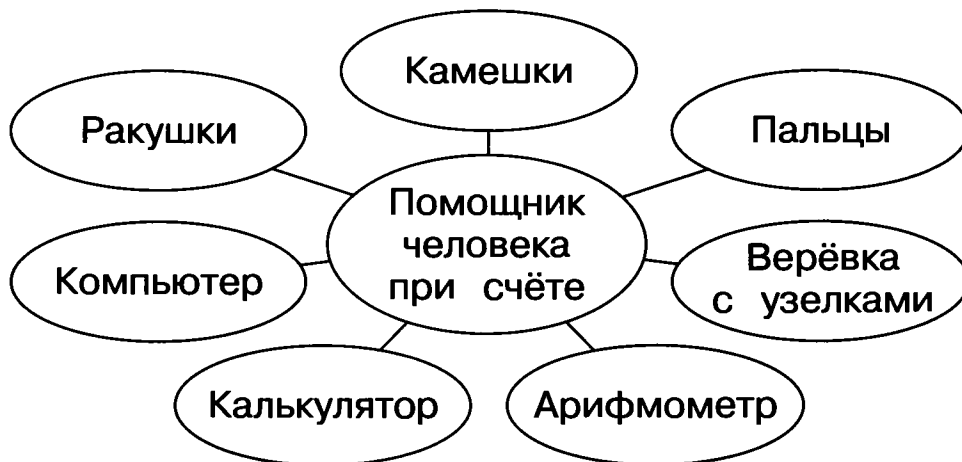 Камешки
Ракушки
Пальцы
Помощник
человека
при счёте
Компьютер
Верёвка
с узелками
Калькулятор
Арифмометр